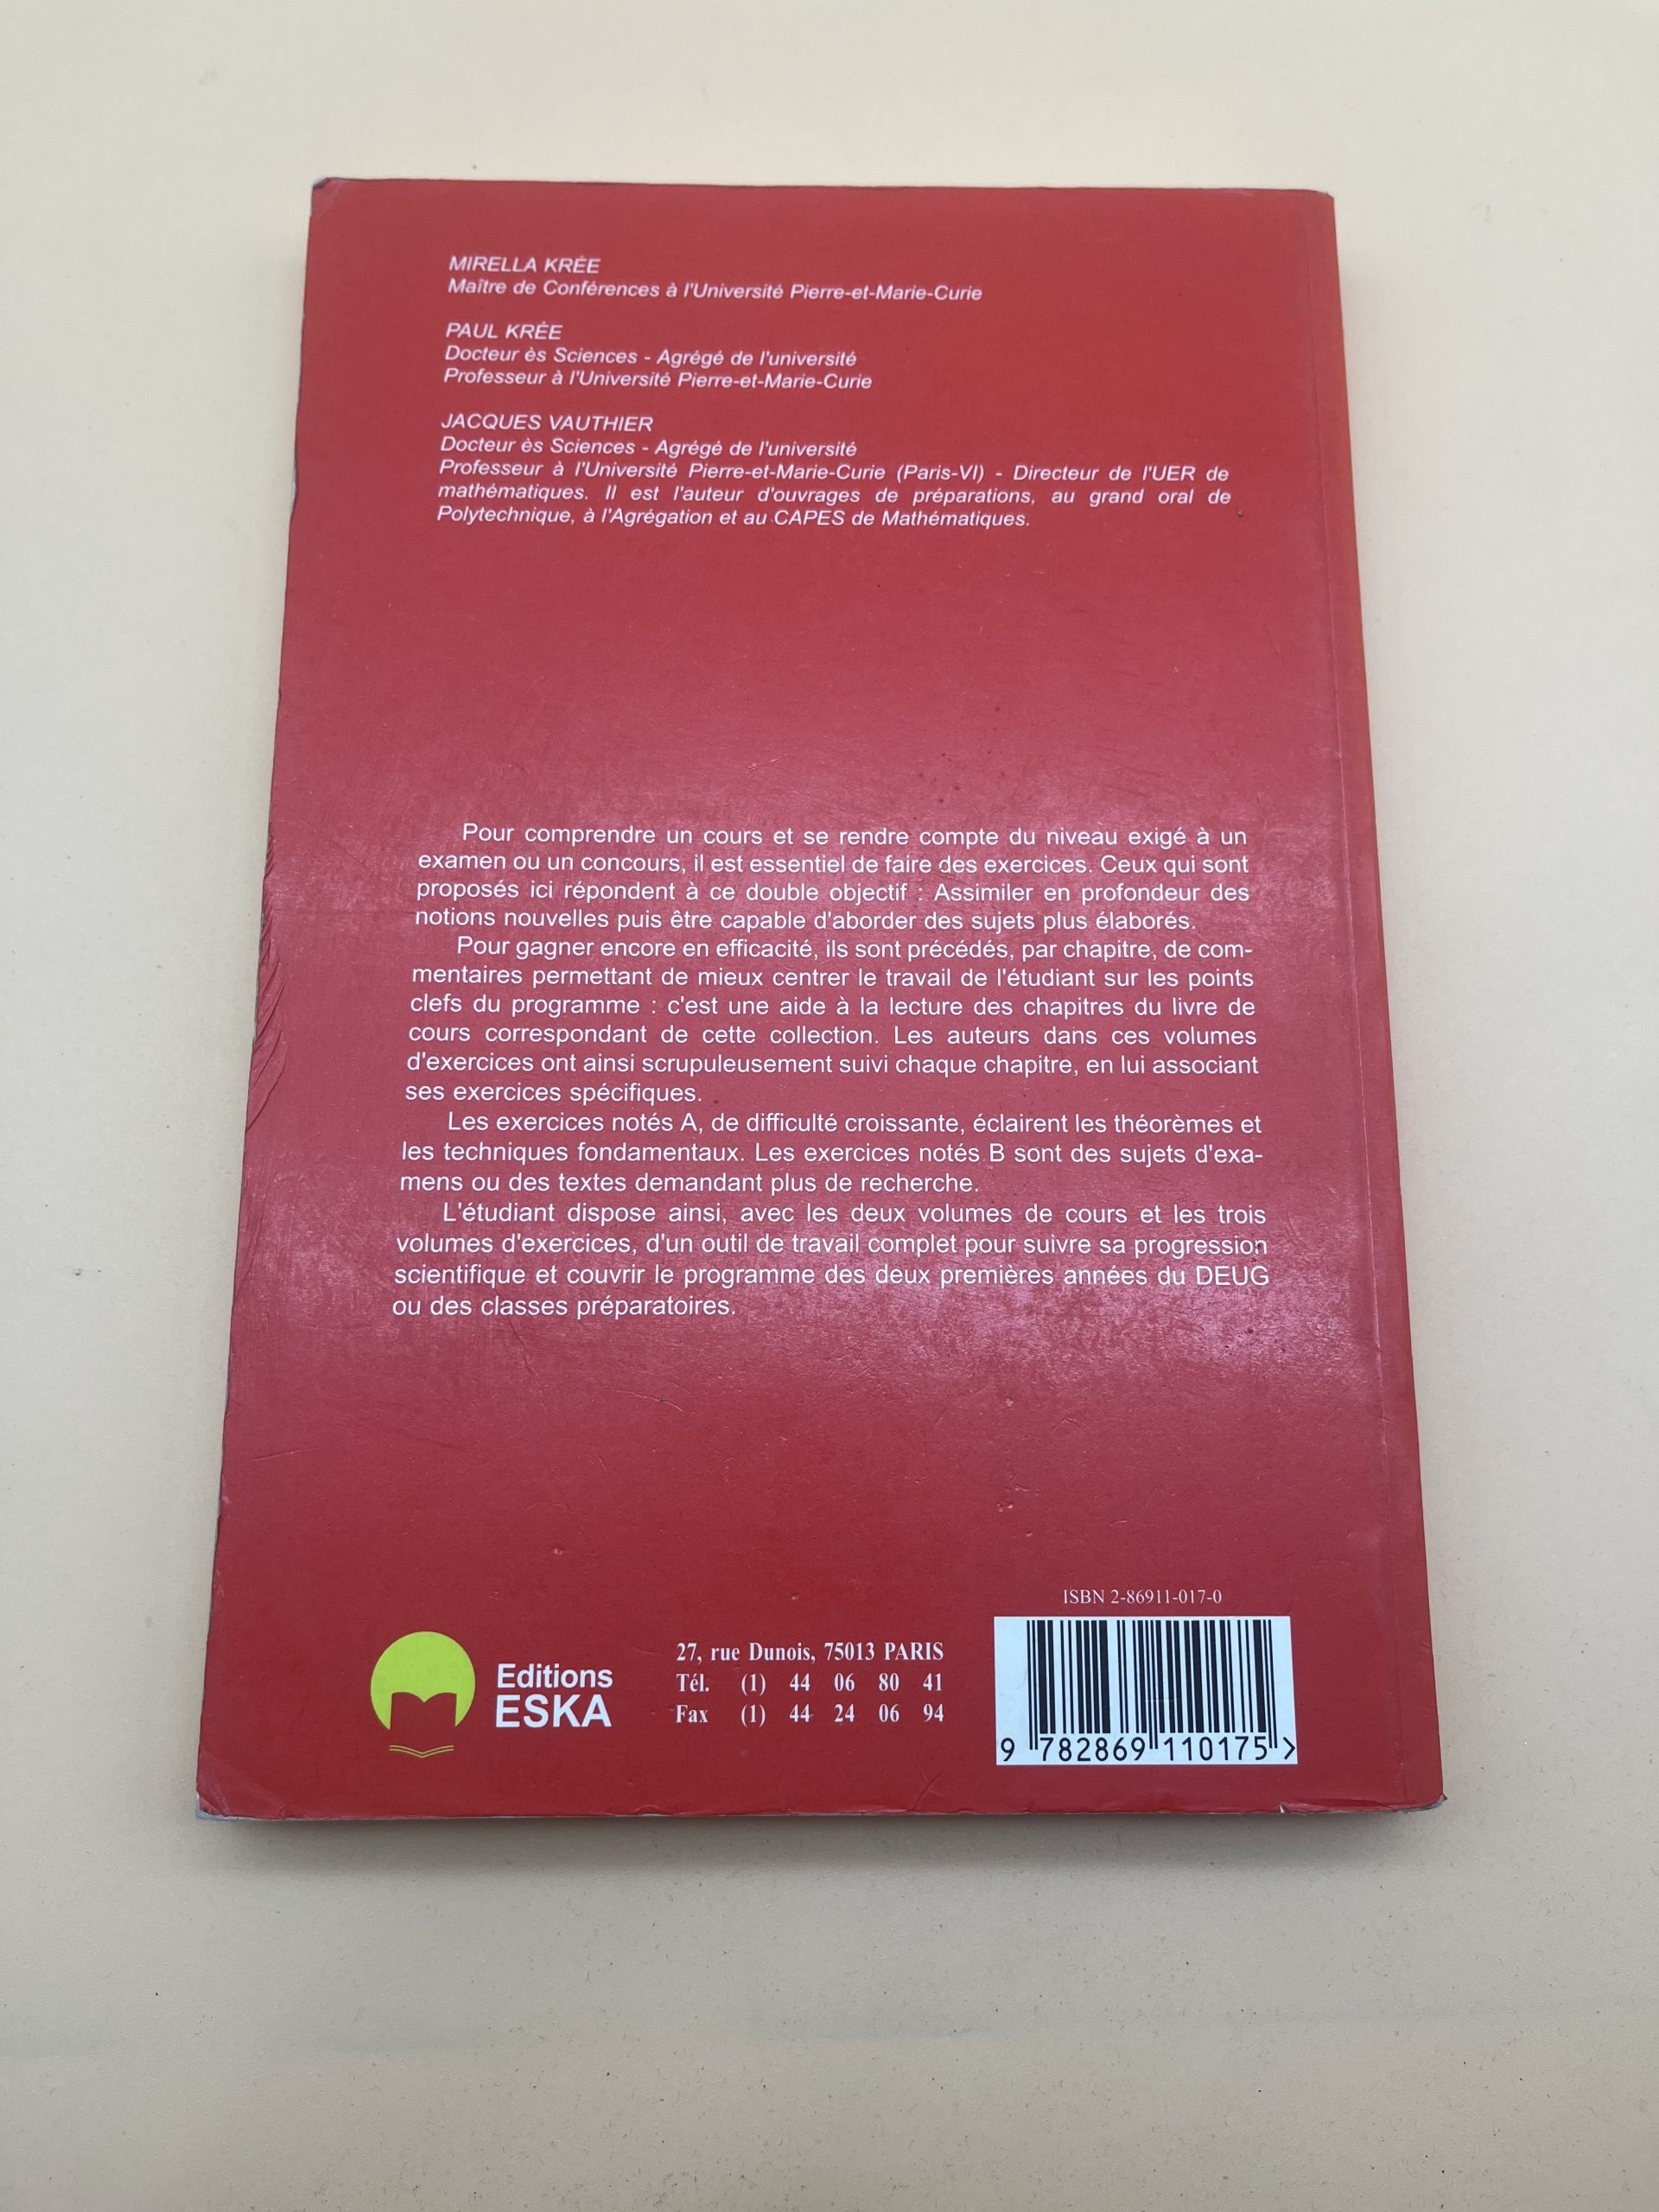 MIRELLA KRÉE
Maître de Conférences à l'Université Pierre-et-Marie-Curie
PAUL KRÈE
Docteur ès Sciences - Agrégé de l'université
Professeur à l'Université Pierre-et-Marie-Curie
JACQUES VAUTHIER
Docteur ès Sciences - Agrégé de l'université
Professeur à l'Université Pierre-et-Marie-Curie (Paris-VI) - Directeur de l'UER de
mathématiques. Il est l'auteur d'ouvrages de préparations, au grand oral de
Polytechnique, à l'Agrégation et au CAPES de Mathématiques.
Pour comprendre un cours et se rendre compte du niveau exigé à un
examen ou un concours, il est essentiel de faire des exercices. Ceux qui sont
proposés ici répondent à ce double objectif : Assimiler en profondeur des
notions nouvelles puis être capable d'aborder des sujets plus élaborés.
Pour gagner encore en efficacité, ils sont précédés, par chapitre, de com-
mentaires permettant de mieux centrer le travail de l'étudiant sur les points
clefs du programme : c'est une aide à la lecture des chapitres du livre de
cours correspondant de cette collection. Les auteurs dans ces volumes
d'exercices ont ainsi scrupuleusement suivi chaque chapitre, en lui associant
ses exercices spécifiques.
Les exercices notés A, de difficulté croissante, éclairent les théorèmes et
les techniques fondamentaux. Les exercices notés B sont des sujets d'exa-
mens ou des textes demandant plus de recherche.
L'étudiant dispose ainsi, avec les deux volumes de cours et les trois
volumes d'exercices, d'un outil de travail complet pour suivre sa progression
scientifique et couvrir le programme des deux premières années du DEUG
ou des classes préparatoires.
Editions
ESKA
27, rue Dunois, 75013 PARIS
Tél. (1) 44 06 80 41
Fax (1) 44 24 06 94
ISBN 2-86911-017-0
9 782869 110175 >